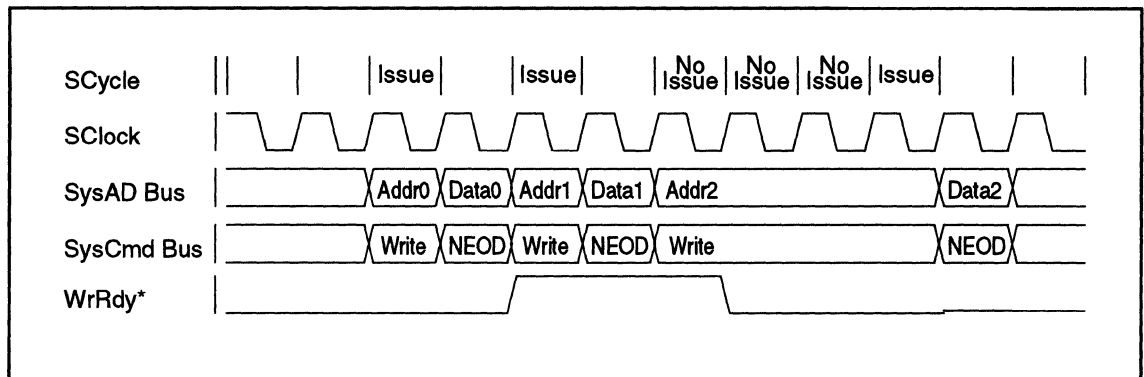 SCycle Issue Issue No Issue No Issue No Issue Issue
SClock
SysAD Bus Addr0 Data0 Addr1 Data1 Addr2 Data2
SysCmd Bus Write NEOD Write NEOD Write NEOD
WrRdy*